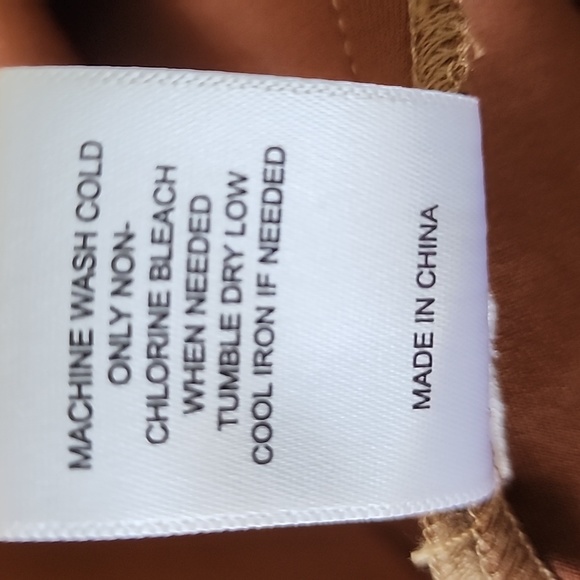 MACHINE WASH COLD
ONLY NON-
CHLORINE BLEACH
WHEN NEEDED
TUMBLE DRY LOW
COOL IRON IF NEEDED
MADE IN CHINA